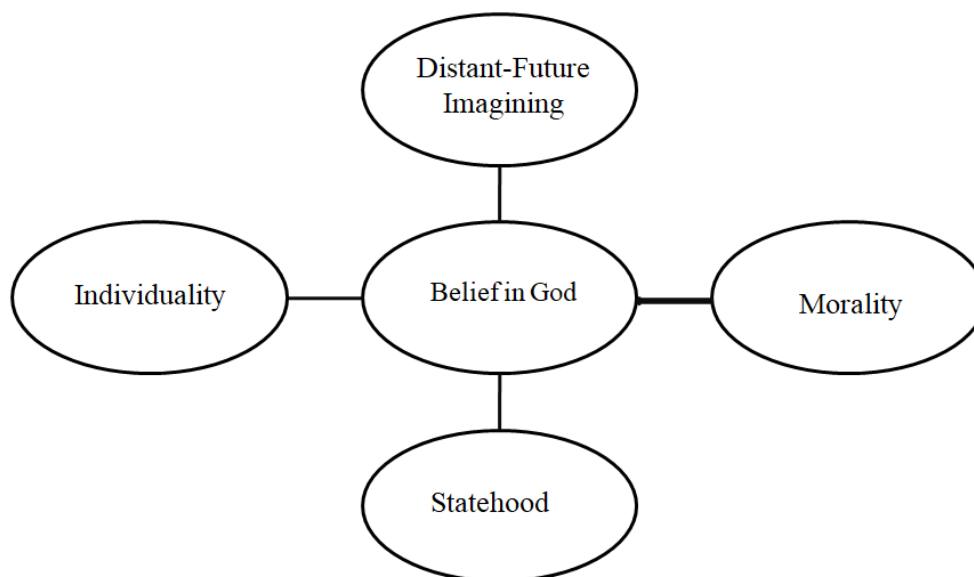 Distant-Future
Imagining
Individuality
Belief in God
Morality
Statehood